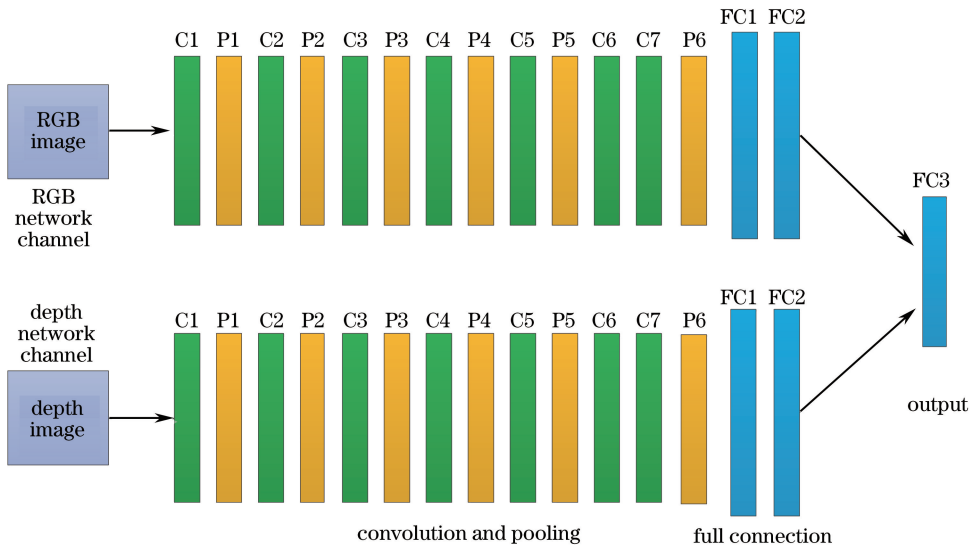 C1 P1 C2 P2 C3 P3 C4 P4 C5 P5 C6 C7 P6 FC1 FC2
RGB
image
RGB
network
channel
FC3
depth
network
channel
C1 P1 C2 P2 C3 P3 C4 P4 C5 P5 C6 C7 P6 FC1 FC2
depth
image
output
convolution and pooling
full connection